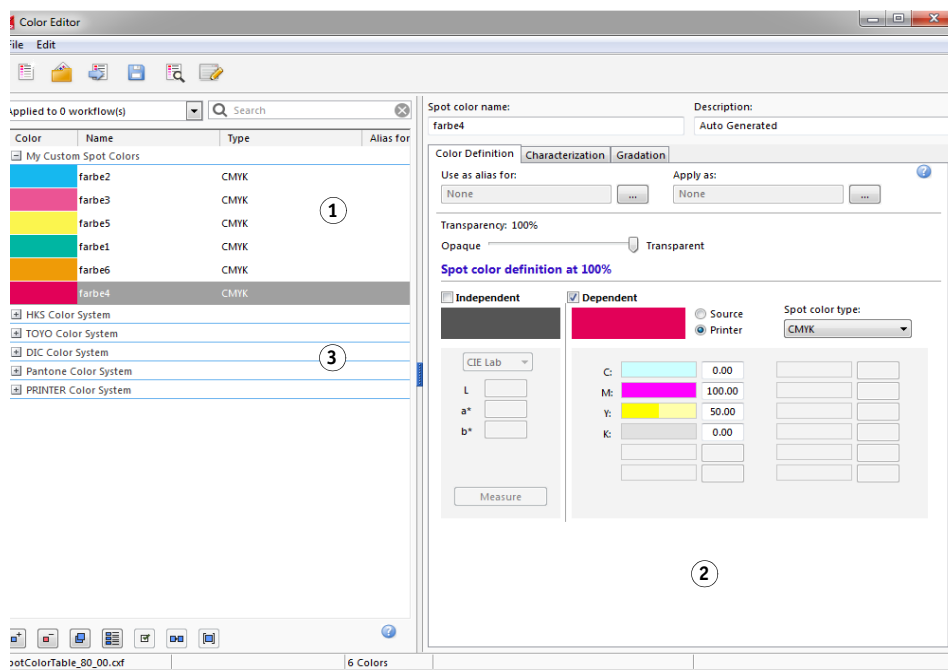 Color Editor
File Edit
Applied to 0 workflow(s) Search
Color Name Type Alias for
My Custom Spot Colors
farbe2 CMYK
farbe3 CMYK
farbe5 CMYK
farbe1 CMYK
farbe6 CMYK
farbe4 CMYK
HKS Color System
TOYO Color System
DIC Color System
Pantone Color System
PRINTER Color System
1
3
Spot color name: Description:
farbe4 Auto Generated
Color Definition Characterization Gradation
Use as alias for: Apply as:
None ... None ...
Transparency: 100%
Opaque Transparent
Spot color definition at 100%
Independent Dependent
Source
Printer
Spot color type:
CMYK
CIE Lab
L
a*
b*
Measure
C: 0.00
M: 100.00
Y: 50.00
K: 0.00
2
potColorTable_80_00.cxf 6 Colors